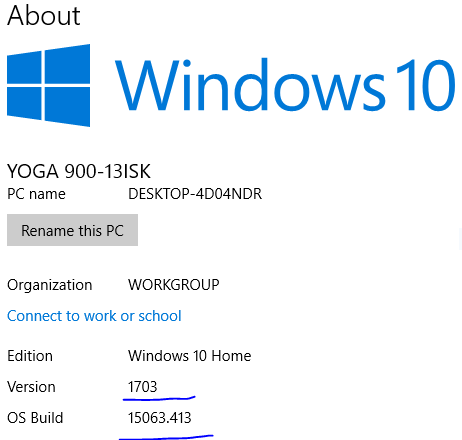 About
Windows 10
YOGA 900-13ISK
PC name DESKTOP-4D04NDR
Rename this PC
Organization WORKGROUP
Connect to work or school
Edition Windows 10 Home
Version 1703
OS Build 15063.413